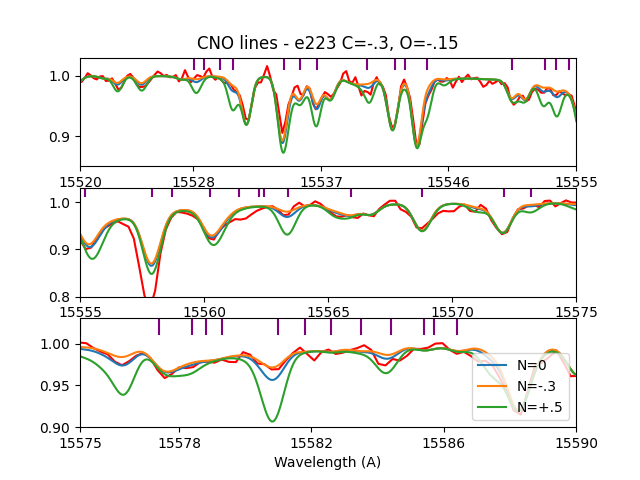 CNO lines - e223 C=-.3, O=-.15
1.0
0.9
15520 15528 15537 15546 15555
1.0
0.9
0.8
15555 15560 15565 15570 15575
1.00
0.95
0.90
N=0
N=-.3
N=+.5
15575 15578 15582 15586 15590
Wavelength (A)